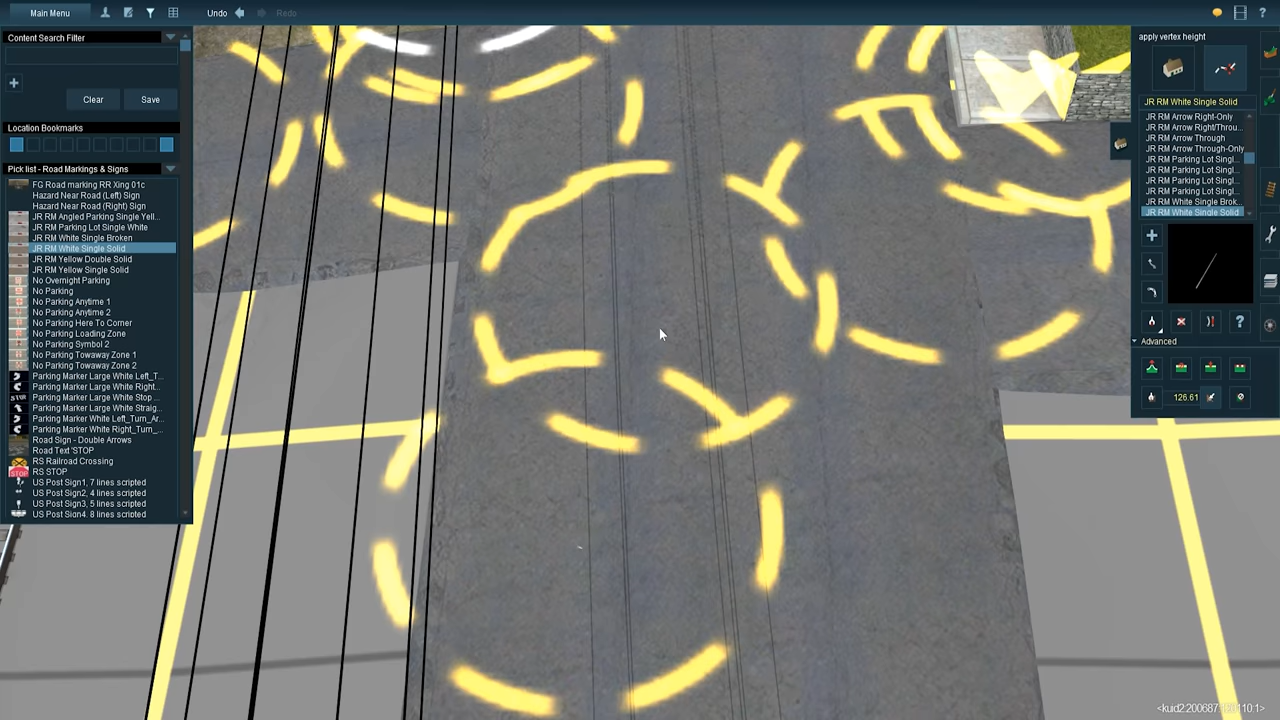 Main Menu
Undo
Redo
Content Search Filter
Clear
Save
Location Bookmarks
Pick list - Road Markings & Signs
FG Road marking RR Xing 01c
Hazard Near Road (Left) Sign
Hazard Near Road (Right) Sign
JR RM Angled Parking Single Yell...
JR RM Parking Lot Single White
JR RM White Single Broken
JR RM White Single Solid
JR RM Yellow Double Solid
JR RM Yellow Single Solid
No Overnight Parking
No Parking
No Parking Anytime 1
No Parking Anytime 2
No Parking Here To Corner
No Parking Loading Zone
No Parking Symbol 2
No Parking Towaway Zone 1
No Parking Towaway Zone 2
Parking Marker Large White Left_T...
Parking Marker Large White Right...
Parking Marker Large White Stop ...
Parking Marker Large White Straig...
Parking Marker White Left_Turn_Ar...
Parking Marker White Right_Turn_...
Road Sign - Double Arrows
Road Text 'STOP
RS Railroad Crossing
RS STOP
US Post Sign1, 7 lines scripted
US Post Sign2, 4 lines scripted
US Post Sign3, 5 lines scripted
US Post Sign4, 8 lines scripted
apply vertex height
JR RM White Single Solid
JR RM Arrow Right-Only
JR RM Arrow Right/Throu...
JR RM Arrow Through
JR RM Arrow Through-Only
JR RM Parking Lot Singl...
JR RM Parking Lot Singl...
JR RM Parking Lot Singl...
JR RM Parking Lot Singl...
JR RM White Single Brok...
JR RM White Single Solid
Advanced
126.61